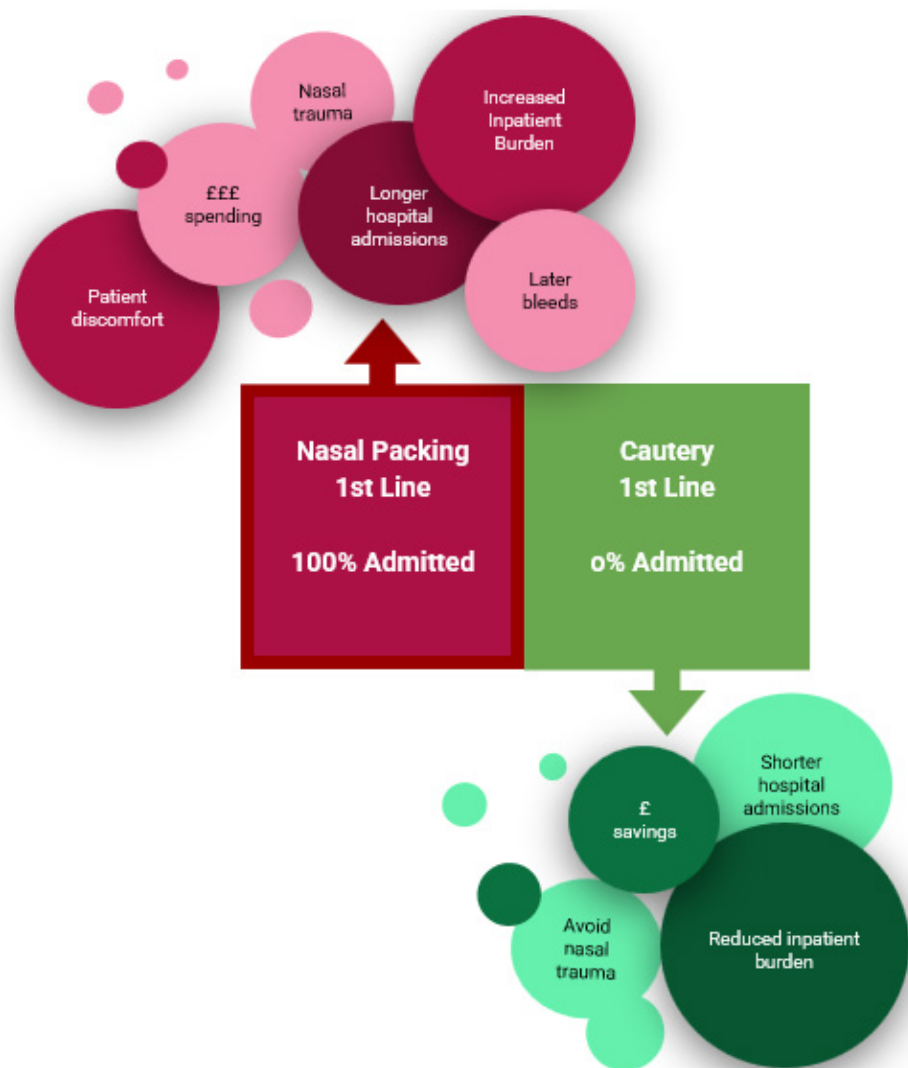 Nasal
trauma
Increased
Inpatient
Burden
£££
spending
Longer
hospital
admissions
Patient
discomfort
Later
bleeds
Nasal Packing
1st Line
100% Admitted
Cautery
1st Line
o% Admitted
Shorter
hospital
admissions
£
savings
Avoid
nasal
trauma
Reduced inpatient
burden